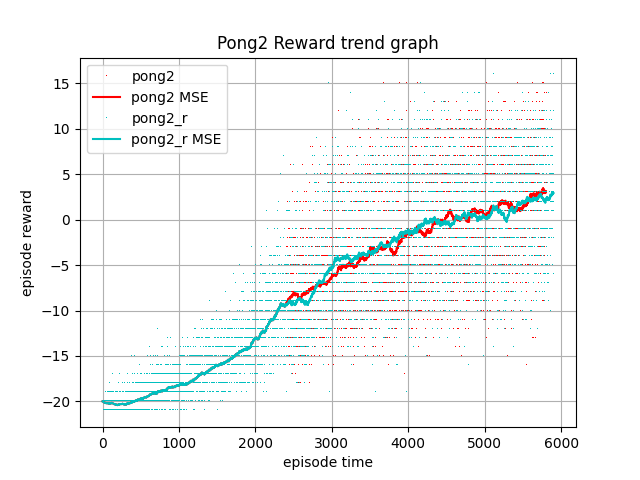 Pong2 Reward trend graph
pong2
pong2 MSE
pong2_r
pong2_r MSE
episode reward
15
10
5
0
−5
−10
−15
−20
0 1000 2000 3000 4000 5000 6000
episode time